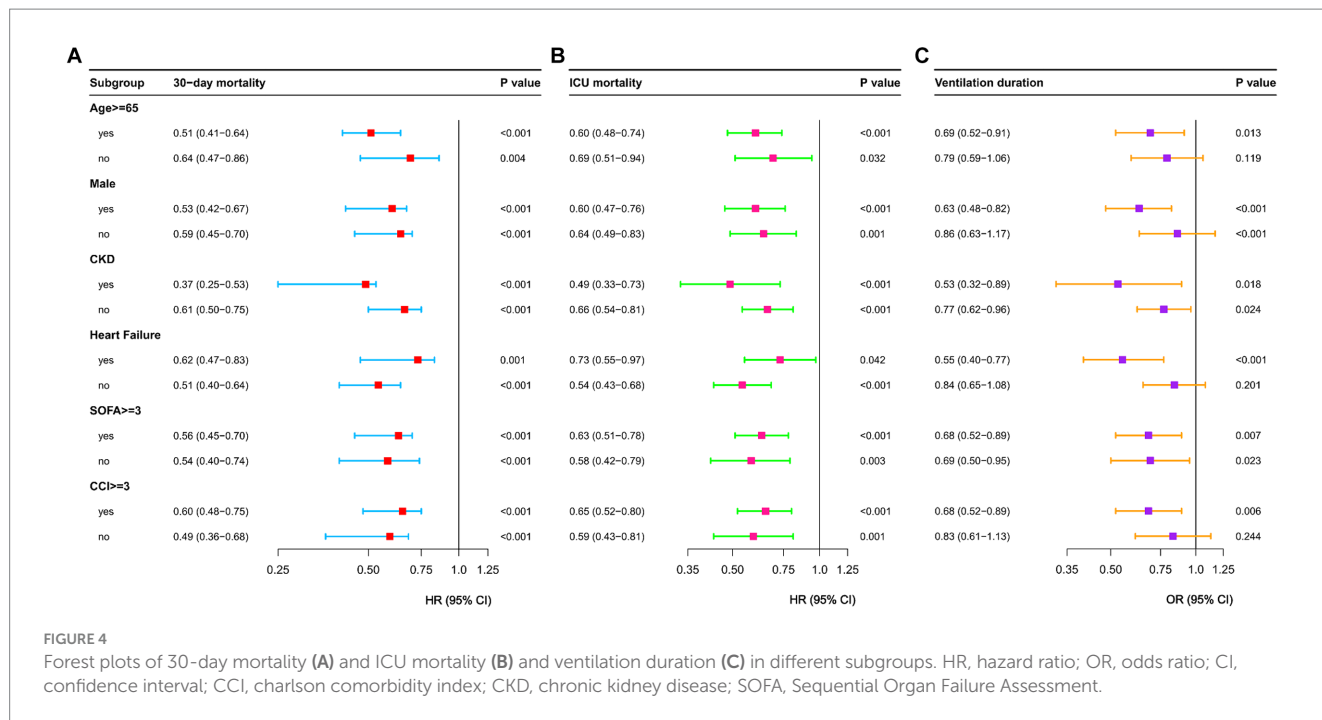 A B C
Subgroup 30−day mortality P value ICU mortality P value Ventilation duration P value
Age>=65
yes 0.51 (0.41−0.64) <0.001 0.60 (0.48−0.74) <0.001 0.69 (0.52−0.91) 0.013
no 0.64 (0.47−0.86) 0.004 0.69 (0.51−0.94) 0.032 0.79 (0.59−1.06) 0.119
Male
yes 0.53 (0.42−0.67) <0.001 0.60 (0.47−0.76) <0.001 0.63 (0.48−0.82) <0.001
no 0.59 (0.45−0.70) <0.001 0.64 (0.49−0.83) 0.001 0.86 (0.63−1.17) <0.001
CKD
yes 0.37 (0.25−0.53) <0.001 0.49 (0.33−0.73) <0.001 0.53 (0.32−0.89) 0.018
no 0.61 (0.50−0.75) <0.001 0.66 (0.54−0.81) <0.001 0.77 (0.62−0.96) 0.024
Heart Failure
yes 0.62 (0.47−0.83) 0.001 0.73 (0.55−0.97) 0.042 0.55 (0.40−0.77) <0.001
no 0.51 (0.40−0.64) <0.001 0.54 (0.43−0.68) <0.001 0.84 (0.65−1.08) 0.201
SOFA>=3
yes 0.56 (0.45−0.70) <0.001 0.63 (0.51−0.78) <0.001 0.68 (0.52−0.89) 0.007
no 0.54 (0.40−0.74) <0.001 0.58 (0.42−0.79) 0.003 0.69 (0.50−0.95) 0.023
CCI>=3
yes 0.60 (0.48−0.75) <0.001 0.65 (0.52−0.80) <0.001 0.68 (0.52−0.89) 0.006
no 0.49 (0.36−0.68) <0.001 0.59 (0.43−0.81) 0.001 0.83 (0.61−1.13) 0.244
0.25 0.50 0.75 1.0 1.25 0.35 0.50 0.75 1.0 1.25 0.35 0.50 0.75 1.0 1.25
HR (95% CI) HR (95% CI) OR (95% CI)
FIGURE 4
Forest plots of 30-day mortality (A) and ICU mortality (B) and ventilation duration (C) in different subgroups. HR, hazard ratio; OR, odds ratio; CI,
confidence interval; CCI, charlson comorbidity index; CKD, chronic kidney disease; SOFA, Sequential Organ Failure Assessment.